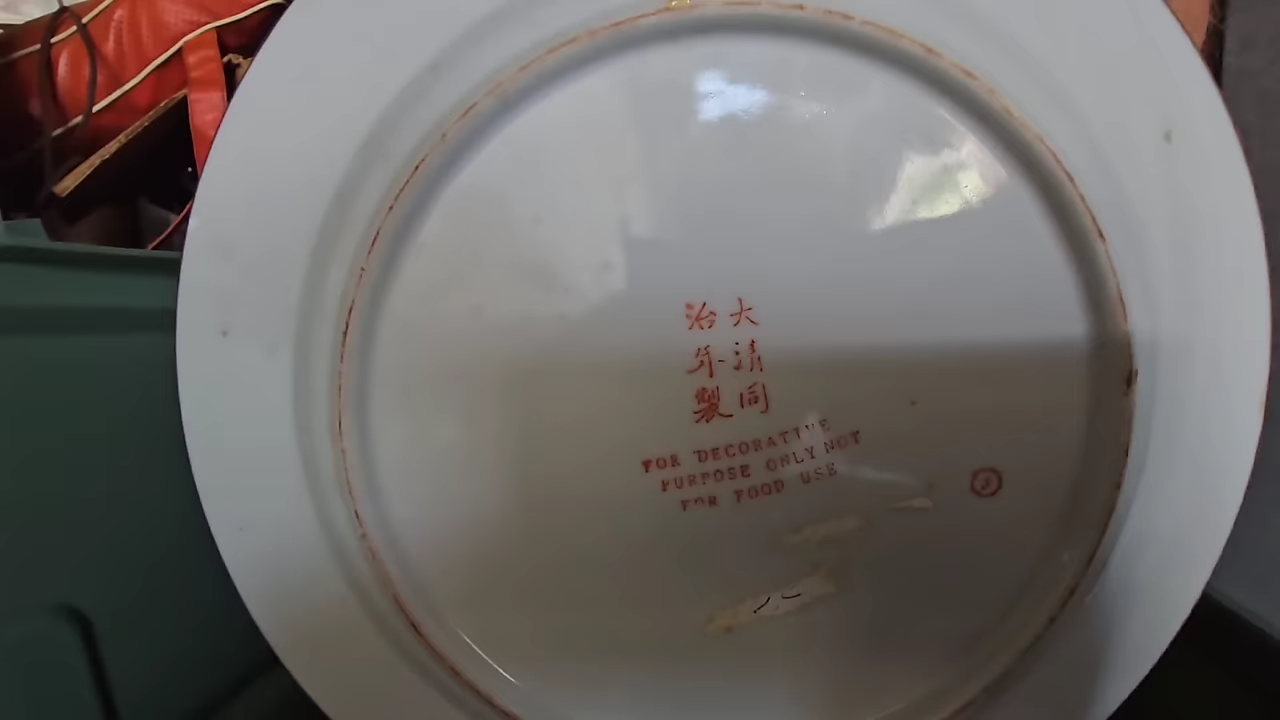 大清同
治年製
FOR DECORATIVE
PURPOSE ONLY NOT
FOR FOOD USE